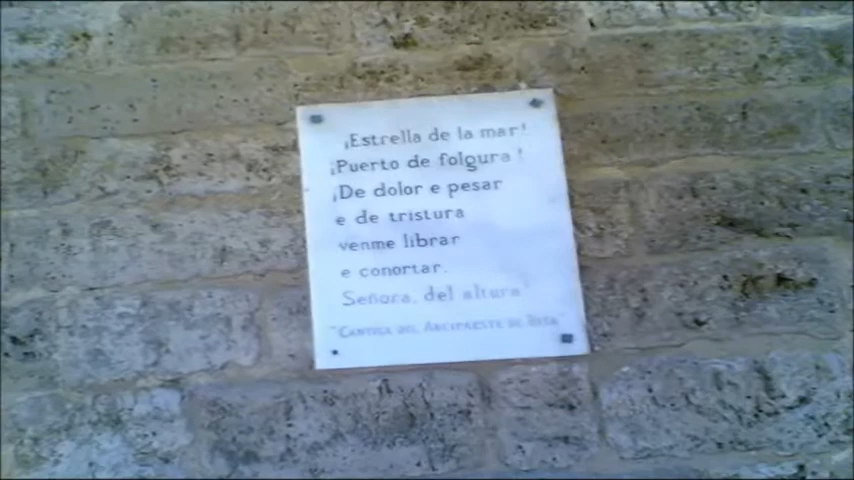 ¡Estrella de la mar!
¡Puerto de folgura!
¡De dolor e pesar
e de tristura
venme librar
e conortar
Señora, del altura
"Cantiga del Arcipreste de Hita"